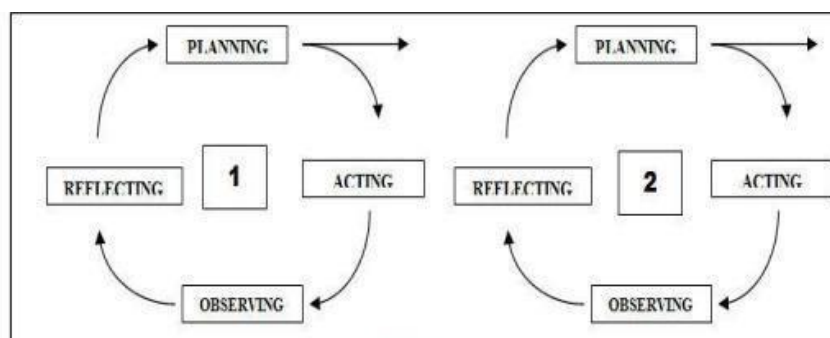 PLANNING
PLANNING
REFLECTING
1
ACTING
REFLECTING
2
ACTING
OBSERVING
OBSERVING